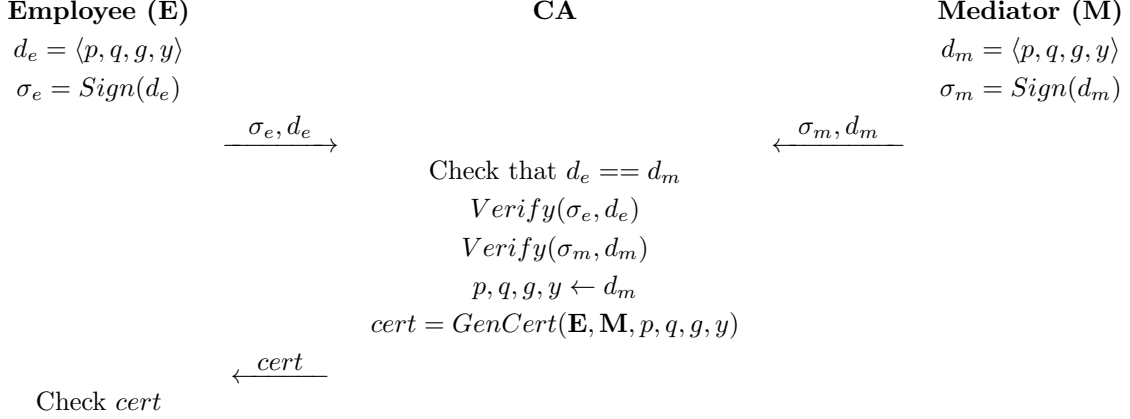 Employee (E) CA Mediator (M)
d_e = ⟨p, q, g, y⟩ d_m = ⟨p, q, g, y⟩
σ_e = Sign(d_e) σ_m = Sign(d_m)
σ_e, d_e σ_m, d_m
Check that d_e == d_m
Verify(σ_e, d_e)
Verify(σ_m, d_m)
p, q, g, y ← d_m
cert = GenCert(E, M, p, q, g, y)
cert
Check cert